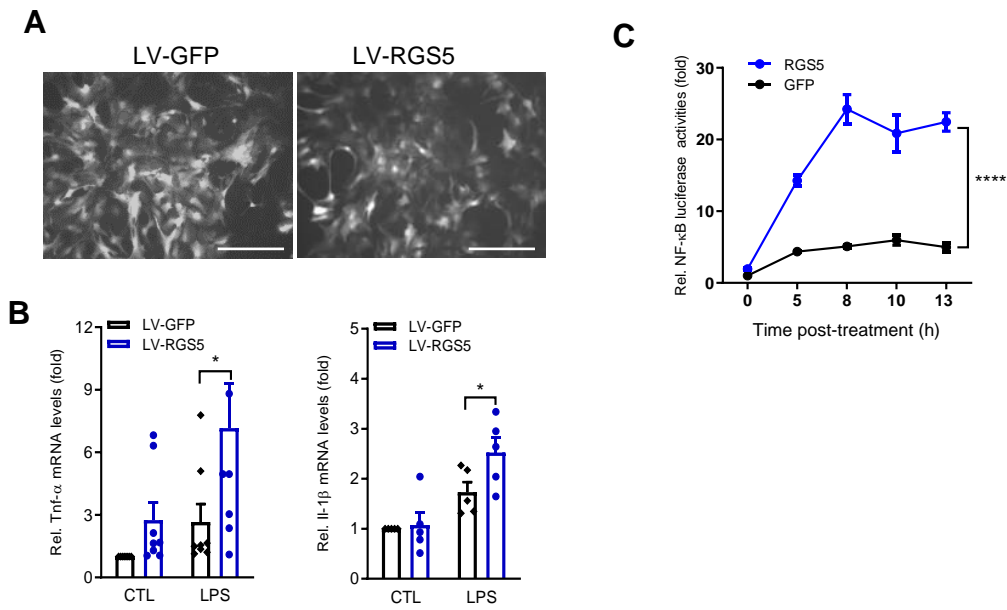 A
LV-GFP LV-RGS5
B
Rel. Tnf-α mRNA levels (fold)
12
9
6
3
0
LV-GFP
LV-RGS5
*
CTL LPS
Rel. Il-1β mRNA levels (fold)
5
4
3
2
1
0
LV-GFP
LV-RGS5
*
CTL LPS
C
RGS5
GFP
Rel. NF-κB luciferase activities (fold)
30
20
10
0
****
0 5 8 10 13
Time post-treatment (h)